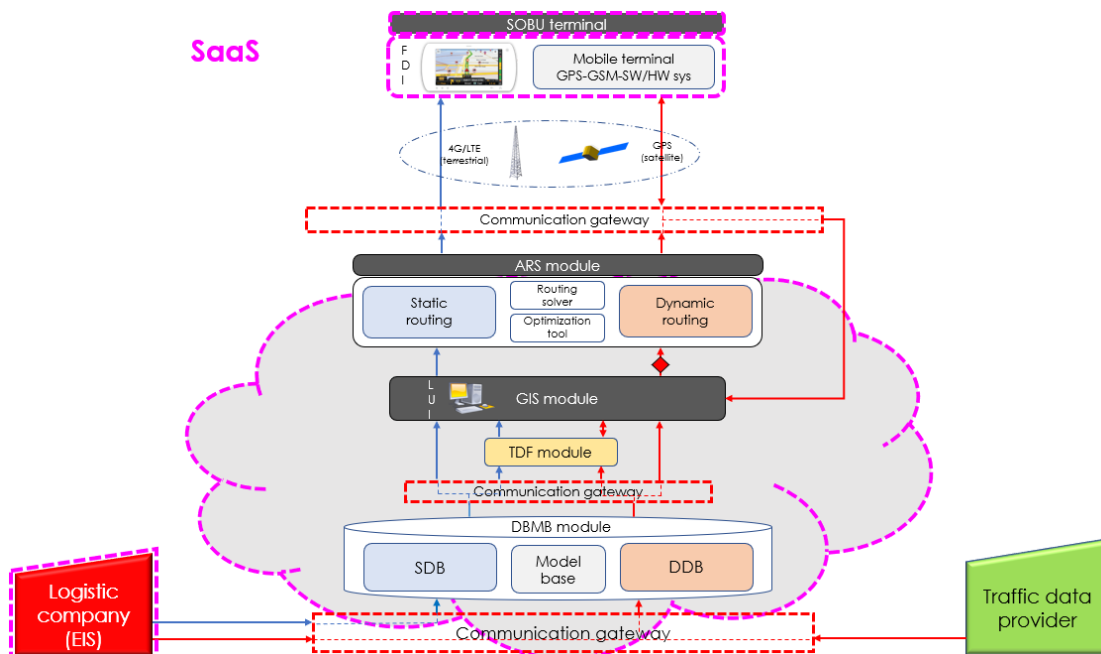 SOBU terminal
SaaS
F
D
I
Mobile terminal
GPS-GSM-SW/HW sys
4G/LTE
(terrestrial)
GPS
(satellite)
Communication gateway
ARS module
Static
routing
Routing
solver
Optimization
tool
Dynamic
routing
L
U
I
GIS module
TDF module
Communication gateway
DBMB module
SDB
Model
base
DDB
Logistic
company
(EIS)
Traffic data
provider
Communication gateway